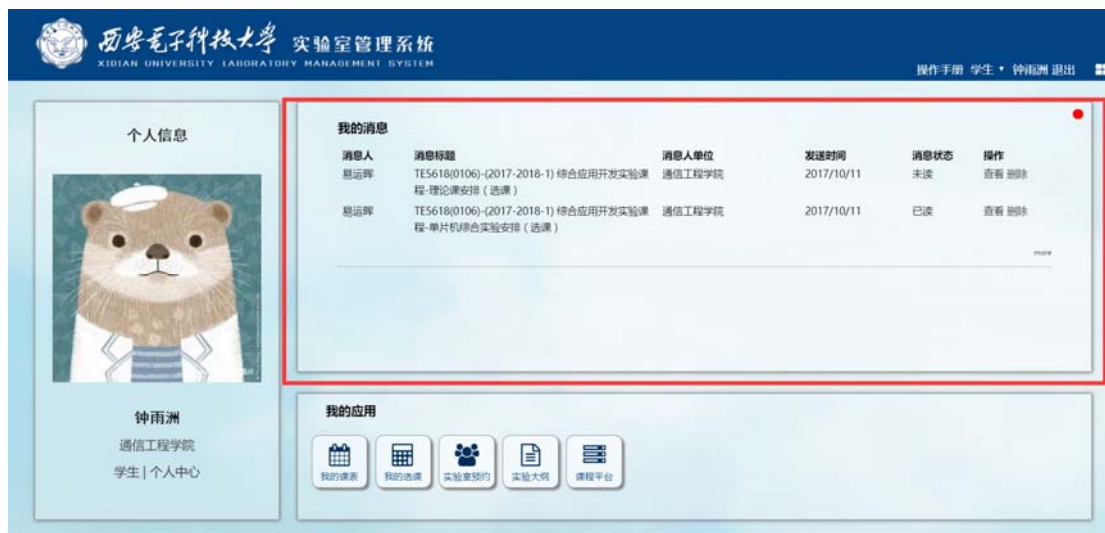 西安电子科技大学 实验室管理系统
XIDIAN UNIVERSITY LABORATORY MANAGEMENT SYSTEM
操作手册 学生 钟雨洲 退出
个人信息
钟雨洲
通信工程学院
学生 | 个人中心
我的消息
消息人 消息标题 消息人单位 发送时间 消息状态 操作
易运晖 TE5618(0106)-(2017-2018-1) 综合应用开发实验课 通信工程学院 2017/10/11 未读 查看 删除
程-理论课安排（选课）
易运晖 TE5618(0106)-(2017-2018-1) 综合应用开发实验课 通信工程学院 2017/10/11 已读 查看 删除
程-单片机综合实验安排（选课）
more
我的应用
我的课表 我的选课 实验室预约 实验大纲 课程平台